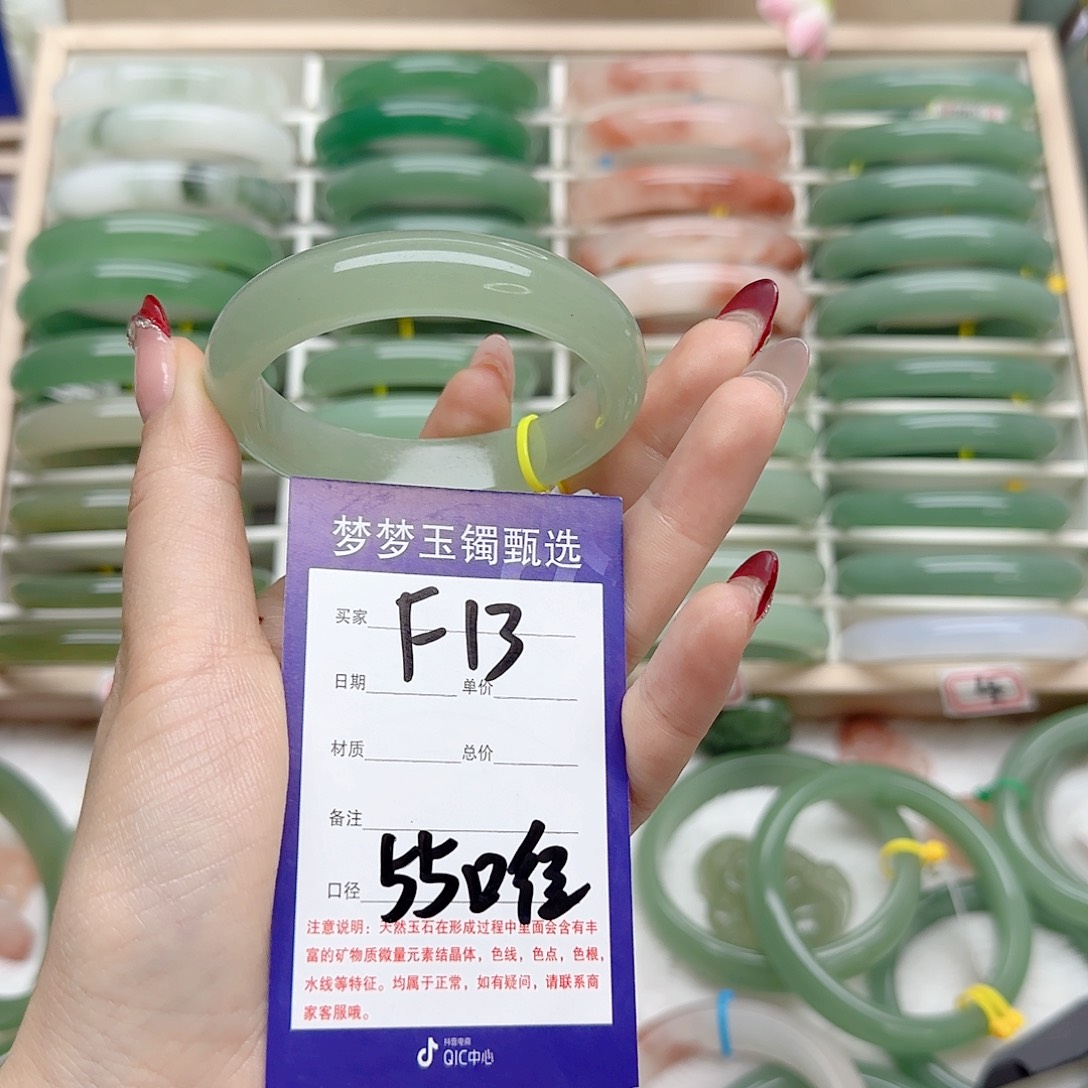 梦梦玉镯甄选
买家 F13
日期 单价
材质 总价
备注
口径 55口唯
注意说明：天然玉石在形成过程中里面会含有丰
富的矿物质微量元素结晶体，色线，色点，色根，
水线等特征。均属于正常，如有疑问，请联系商
家客服哦。
抖音电商
QIC中心